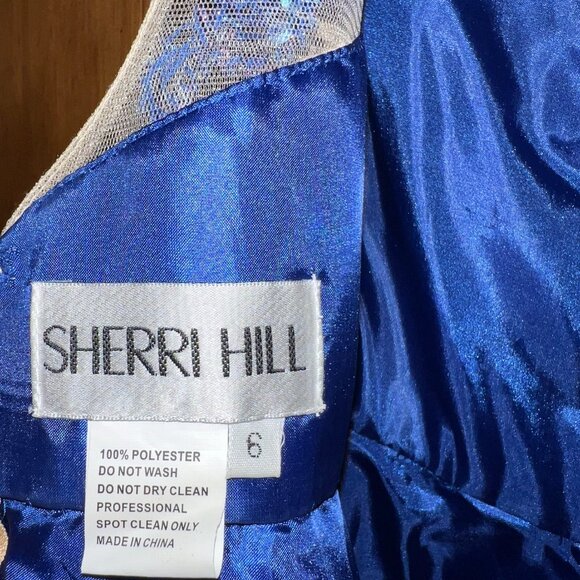 SHERRI HILL
6
100% POLYESTER
DO NOT WASH
DO NOT DRY CLEAN
PROFESSIONAL
SPOT CLEAN ONLY
MADE IN CHINA